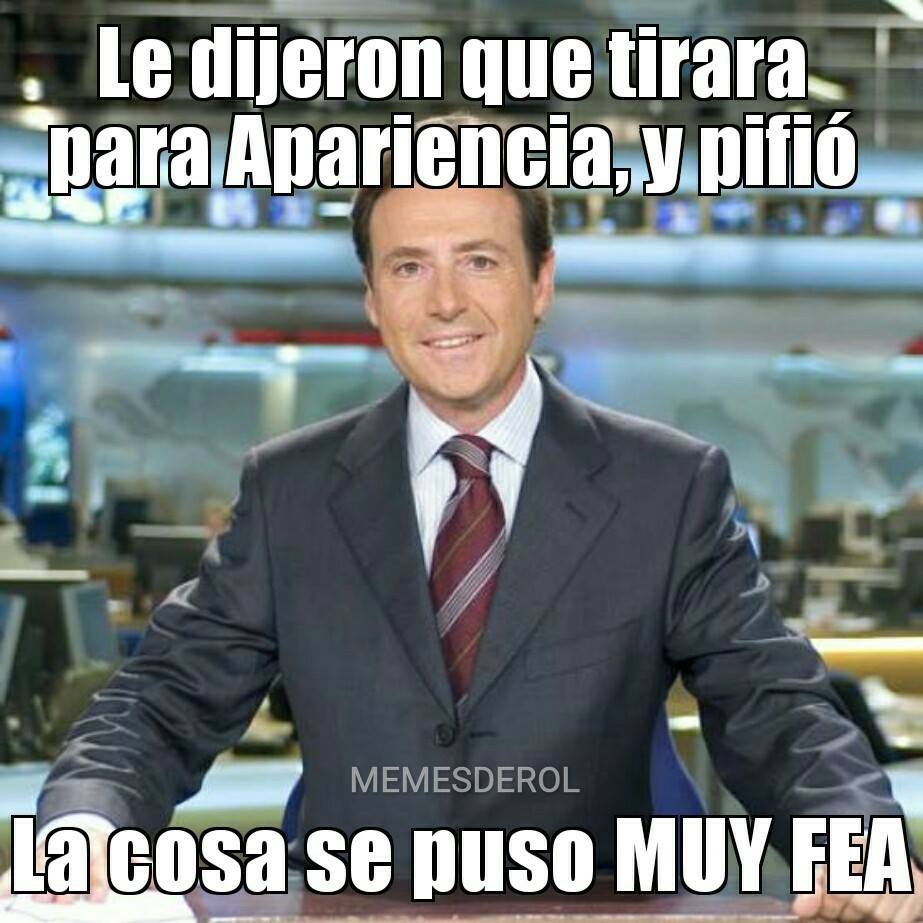 Le dijeron que tirara
para Apariencia, y pifió
MEMESDEROL
La cosa se puso MUY FEA